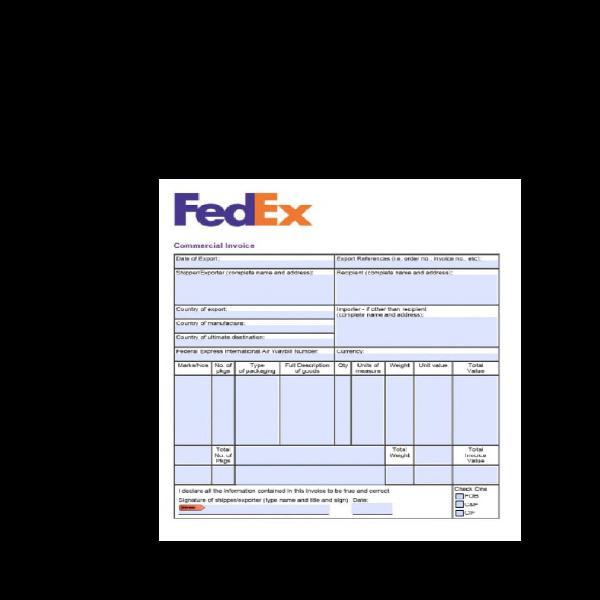 FedEx
Commercial Invoice
Date of Export:
Export References (i.e. order no., invoice no., etc):
Shipper/Exporter (complete name and address):
Recipient (complete name and address):
Country of export:
Importer - if other than recipient
(complete name and address):
Country of manufacture:
Country of ultimate destination:
Federal Express International Air Waybill Number:
Currency:
Marks/Nos
No. of
pkgs
Type
of packaging
Full Description
of goods
Qty
Units of
measure
Weight
Unit value
Total
Value
Total
No. of
Pkgs
Total
Weight
Total
Invoice
Value
I declare all the information contained in this invoice to be true and correct
Signature of shipper/exporter (type name and title and sign)
Date:
Check One
FOB
C&F
CIF